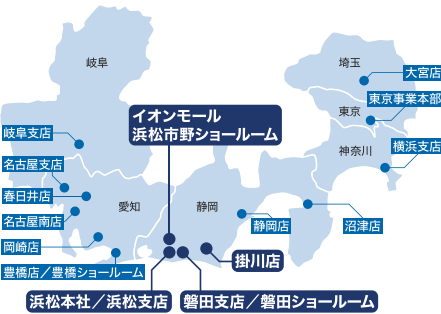 岐阜
埼玉
大宮店
東京事業本部
東京
イオンモール
浜松市野ショールーム
岐阜支店
横浜支店
神奈川
名古屋支店
春日井店
愛知
静岡
名古屋南店
静岡店
沼津店
岡崎店
掛川店
豊橋店／豊橋ショールーム
浜松本社／浜松支店
磐田支店／磐田ショールーム